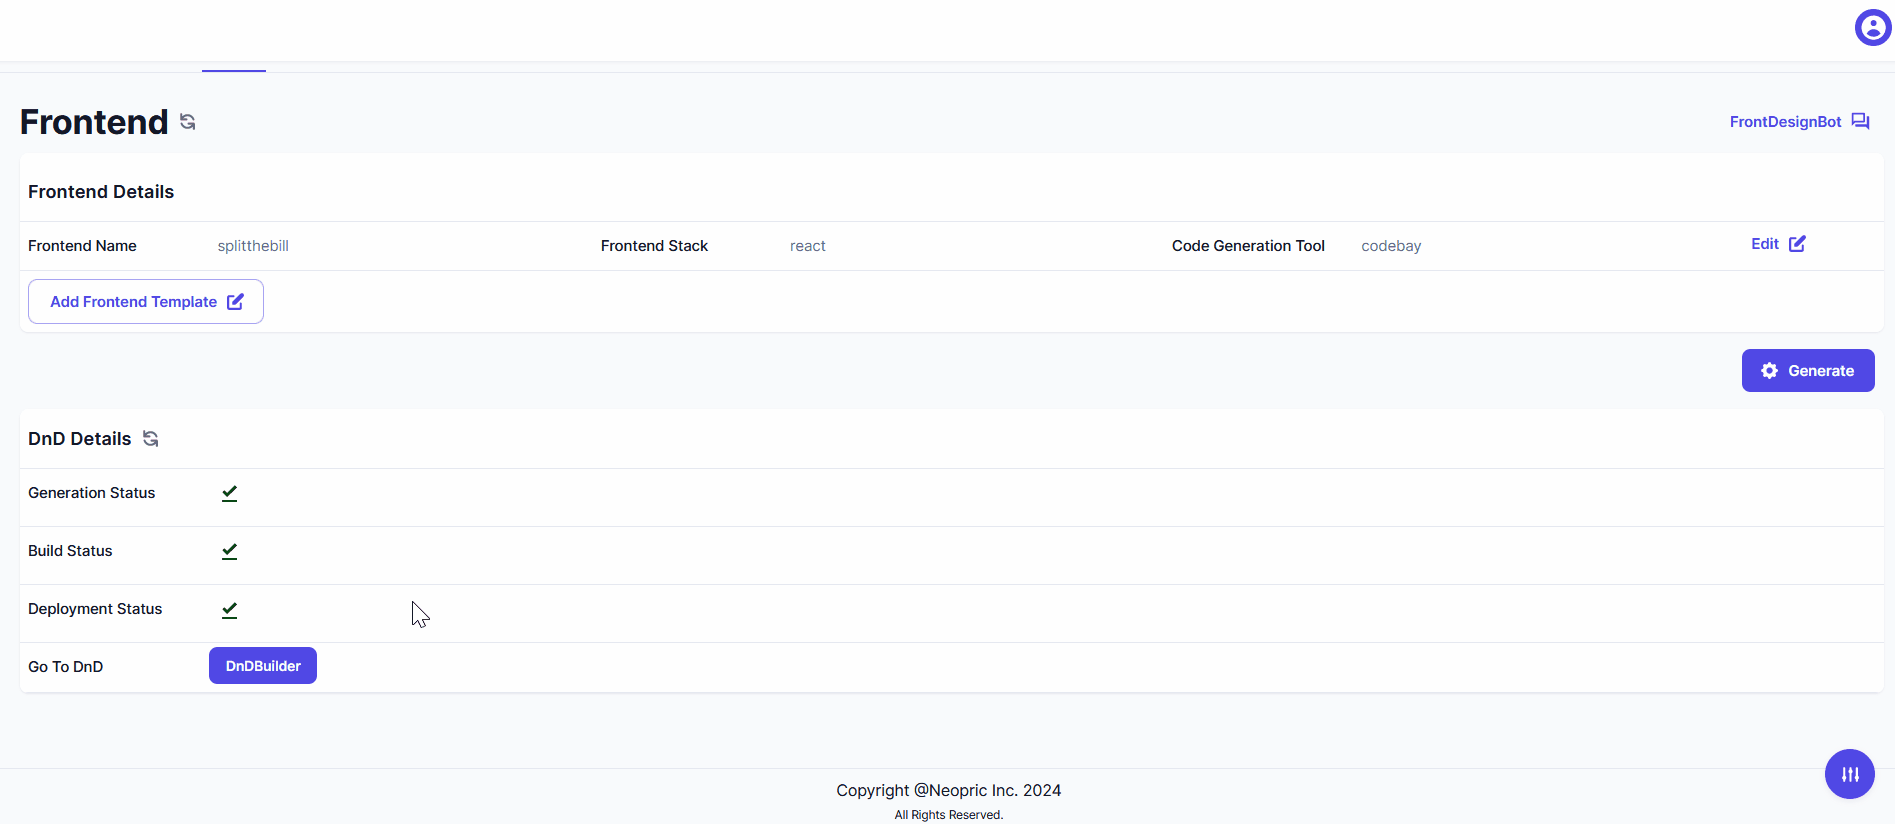 Frontend
FrontDesignBot
Frontend Details
Frontend Name splitthebill Frontend Stack react Code Generation Tool codebay Edit
Add Frontend Template
Generate
DnD Details
Generation Status
Build Status
Deployment Status
Go To DnD DnDBuilder
Copyright @Neopric Inc. 2024
All Rights Reserved.